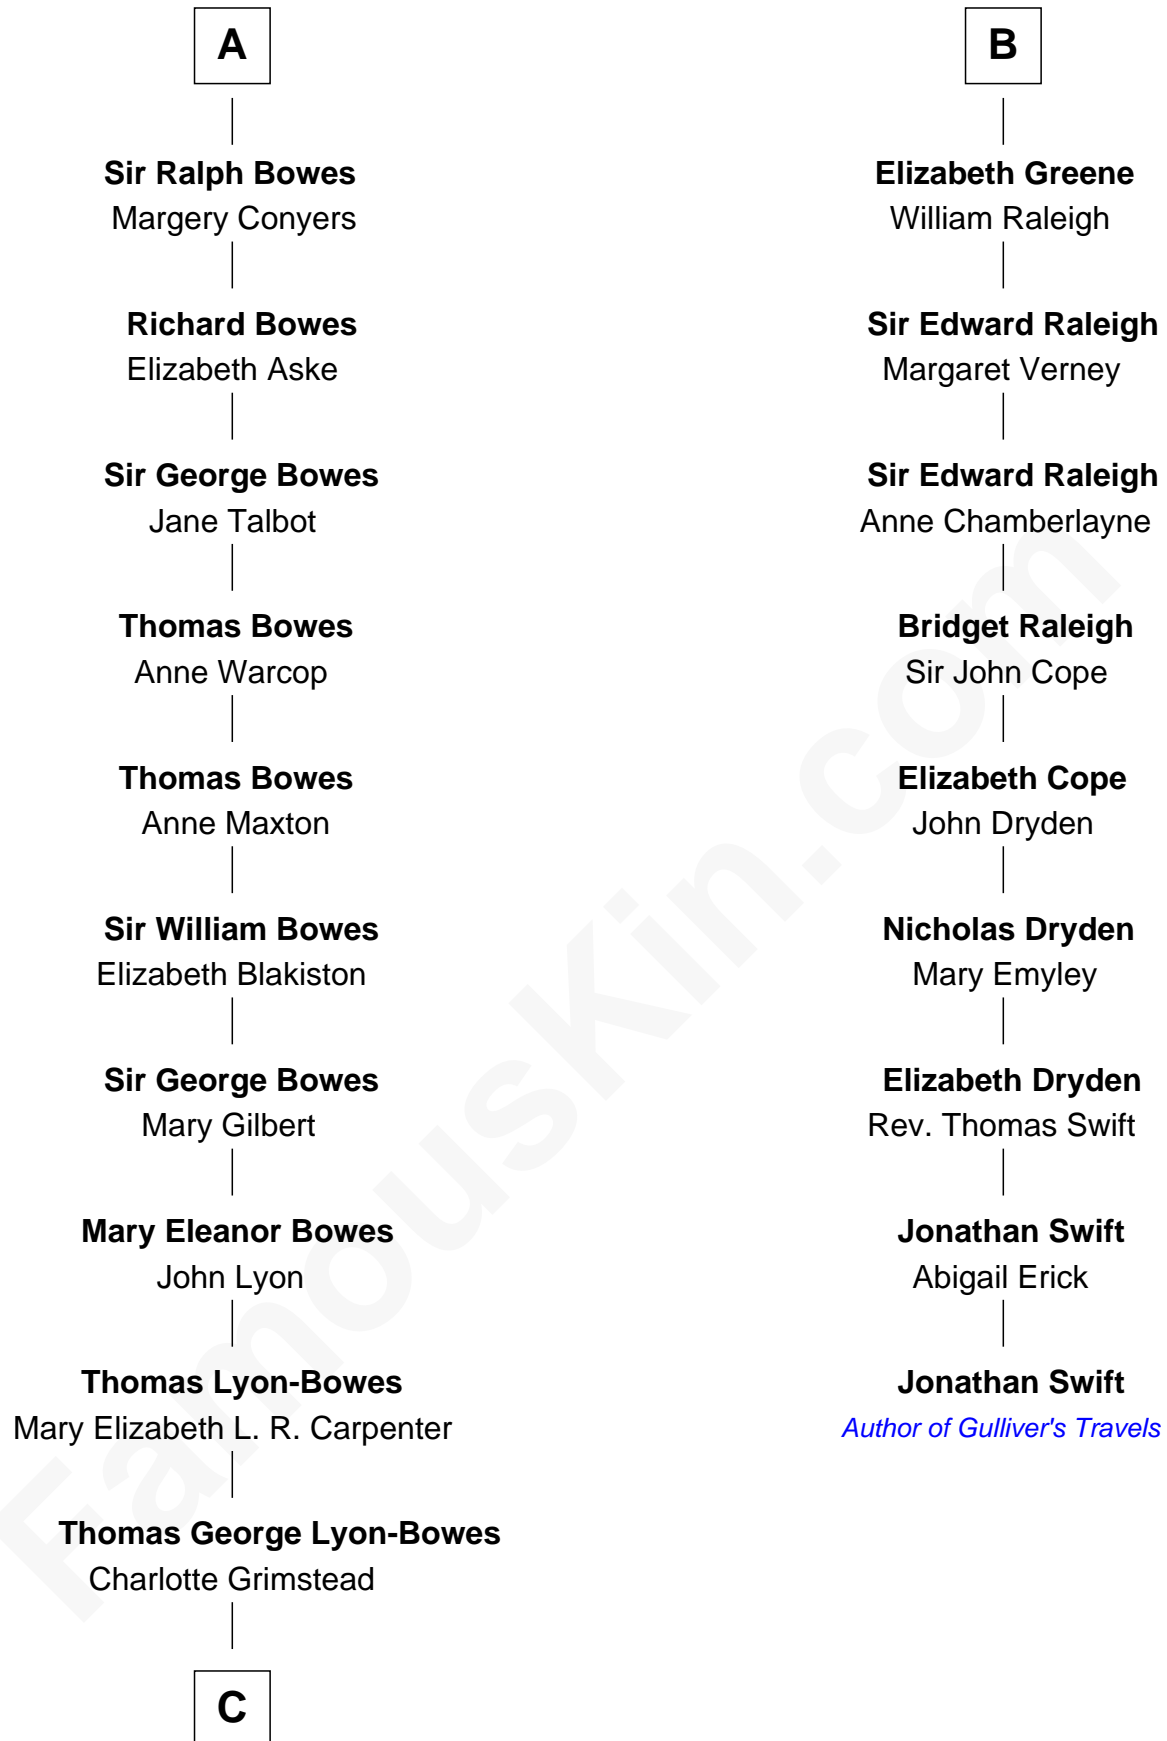 A
Sir Ralph Bowes
Margery Conyers
Richard Bowes
Elizabeth Aske
Sir George Bowes
Jane Talbot
Thomas Bowes
Anne Warcop
Thomas Bowes
Anne Maxton
Sir William Bowes
Elizabeth Blakiston
Sir George Bowes
Mary Gilbert
Mary Eleanor Bowes
John Lyon
Thomas Lyon-Bowes
Mary Elizabeth L. R. Carpenter
Thomas George Lyon-Bowes
Charlotte Grimstead
C
B
Elizabeth Greene
William Raleigh
Sir Edward Raleigh
Margaret Verney
Sir Edward Raleigh
Anne Chamberlayne
Bridget Raleigh
Sir John Cope
Elizabeth Cope
John Dryden
Nicholas Dryden
Mary Emyley
Elizabeth Dryden
Rev. Thomas Swift
Jonathan Swift
Abigail Erick
Jonathan Swift
Author of Gulliver's Travels
FamousKin.com